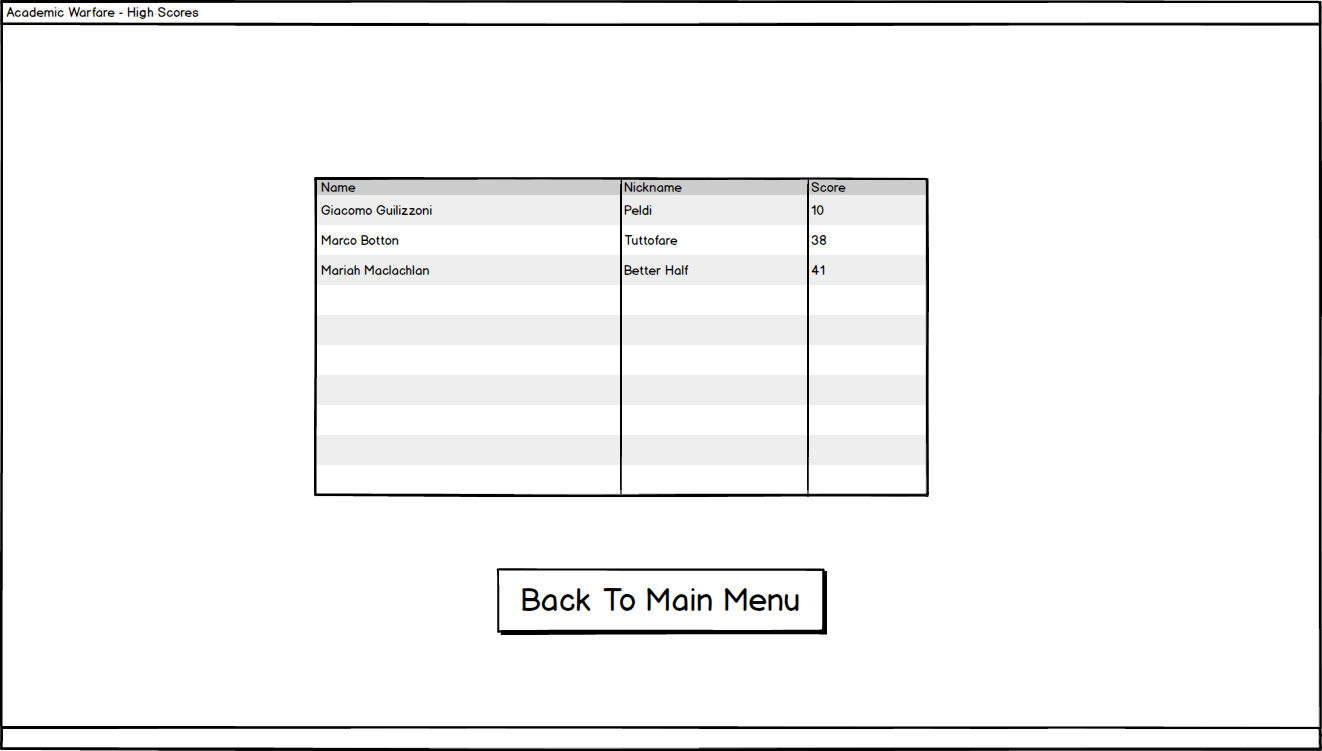 Academic Warfare - High Scores
Name Nickname Score
Giacomo Guilizzoni Peldi 10
Marco Botton Tuttofare 38
Mariah Maclachlan Better Half 41
Back To Main Menu